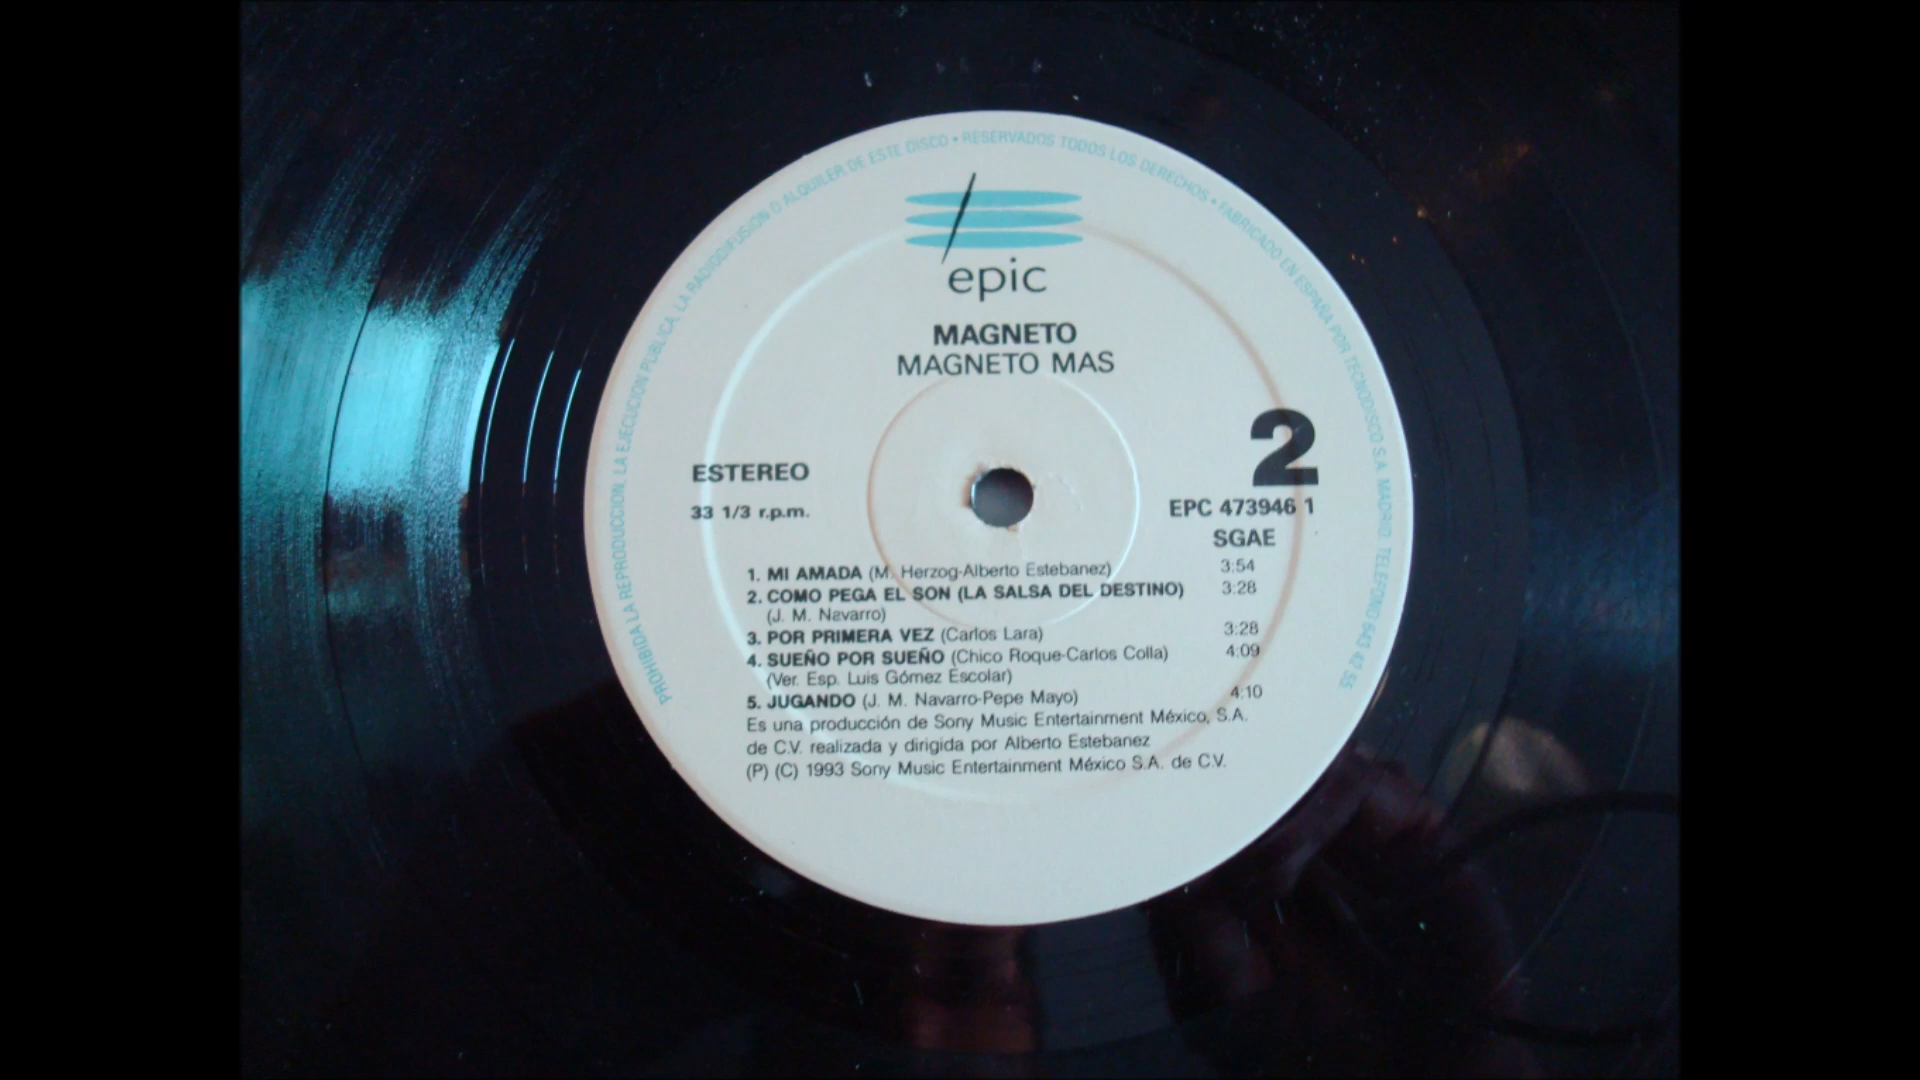 PROHIBIDA LA REPRODUCCION, LA EJECUCION PUBLICA, LA RADIODIFUSION O ALQUILER DE ESTE DISCO • RESERVADOS TODOS LOS DERECHOS • FABRICADO EN ESPAÑA POR TECNODISCO S.A. MADRID. TELEFONO 643 42 55
epic
MAGNETO
MAGNETO MAS
2
ESTEREO
33 1/3 r.p.m.
EPC 473946 1
SGAE
1. MI AMADA (M. Herzog-Alberto Estebanez) 3:54
2. COMO PEGA EL SON (LA SALSA DEL DESTINO) 3:28
(J. M. Navarro)
3. POR PRIMERA VEZ (Carlos Lara) 3:28
4. SUEÑO POR SUEÑO (Chico Roque-Carlos Colla) 4:09
(Ver. Esp. Luis Gómez Escolar)
5. JUGANDO (J. M. Navarro-Pepe Mayo) 4:10
Es una producción de Sony Music Entertainment México, S.A.
de C.V. realizada y dirigida por Alberto Estebanez
(P) (C) 1993 Sony Music Entertainment México S.A. de C.V.